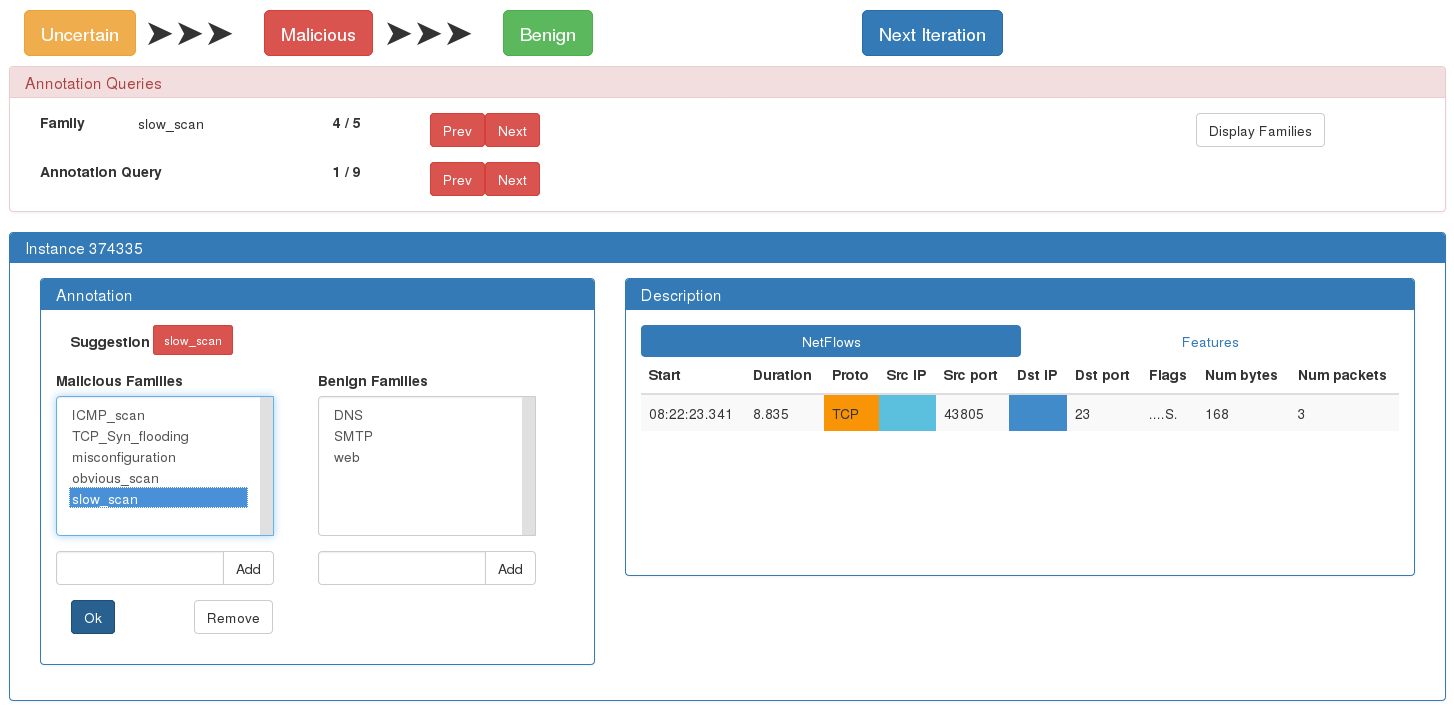 Uncertain Malicious Benign Next Iteration
Annotation Queries
Family slow_scan 4 / 5 Prev Next Display Families
Annotation Query 1 / 9 Prev Next
Instance 374335
Annotation
Suggestion slow_scan
Malicious Families Benign Families
ICMP_scan DNS
TCP_Syn_flooding SMTP
misconfiguration web
obvious_scan
slow_scan
Add Add
Ok Remove
Description
NetFlows Features
Start Duration Proto Src IP Src port Dst IP Dst port Flags Num bytes Num packets
08:22:23.341 8.835 TCP 43805 23 ....S. 168 3